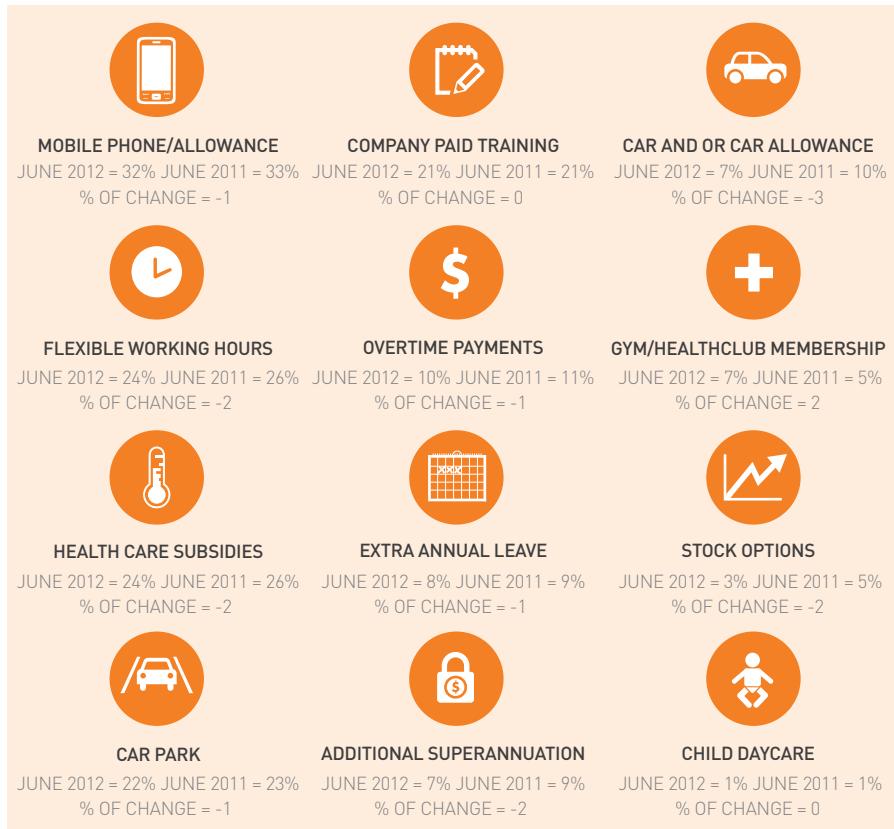 MOBILE PHONE/ALLOWANCE
JUNE 2012 = 32% JUNE 2011 = 33%
% OF CHANGE = -1
COMPANY PAID TRAINING
JUNE 2012 = 21% JUNE 2011 = 21%
% OF CHANGE = 0
CAR AND OR CAR ALLOWANCE
JUNE 2012 = 7% JUNE 2011 = 10%
% OF CHANGE = -3
FLEXIBLE WORKING HOURS
JUNE 2012 = 24% JUNE 2011 = 26%
% OF CHANGE = -2
$
OVERTIME PAYMENTS
JUNE 2012 = 10% JUNE 2011 = 11%
% OF CHANGE = -1
GYM/HEALTHCLUB MEMBERSHIP
JUNE 2012 = 7% JUNE 2011 = 5%
% OF CHANGE = 2
HEALTH CARE SUBSIDIES
JUNE 2012 = 24% JUNE 2011 = 26%
% OF CHANGE = -2
XXX
EXTRA ANNUAL LEAVE
JUNE 2012 = 8% JUNE 2011 = 9%
% OF CHANGE = -1
STOCK OPTIONS
JUNE 2012 = 3% JUNE 2011 = 5%
% OF CHANGE = -2
CAR PARK
JUNE 2012 = 22% JUNE 2011 = 23%
% OF CHANGE = -1
$
ADDITIONAL SUPERANNUATION
JUNE 2012 = 7% JUNE 2011 = 9%
% OF CHANGE = -2
CHILD DAYCARE
JUNE 2012 = 1% JUNE 2011 = 1%
% OF CHANGE = 0